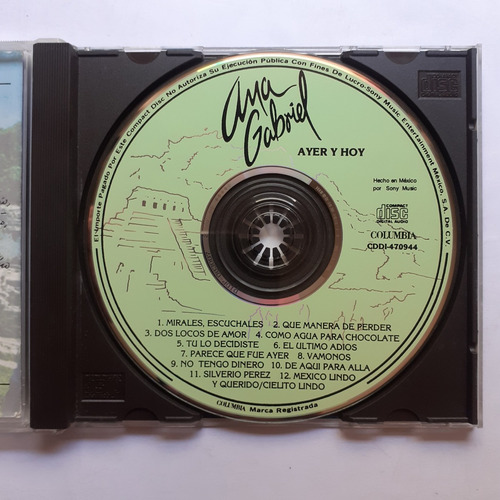 El Importe Pagado Por Este Compact Disc No Autoriza Su Ejecución Pública Con Fines De Lucro-Sony Music Entertainment México, S.A. De C.V.
Ana
Gabriel
AYER Y HOY
Hecho en México
por Sony Music
COMPACT
disc
DIGITAL AUDIO
COLUMBIA
CDDI-470944
1. MIRALES, ESCUCHALES 2. QUE MANERA DE PERDER
3. DOS LOCOS DE AMOR 4. COMO AGUA PARA CHOCOLATE
5. TU LO DECIDISTE 6. EL ULTIMO ADIOS
7. PARECE QUE FUE AYER 8. VAMONOS
9. NO TENGO DINERO 10. DE AQUI PARA ALLA
11. SILVERIO PEREZ 12. MEXICO LINDO
Y QUERIDO/CIELITO LINDO
COLUMBIA Marca Registrada